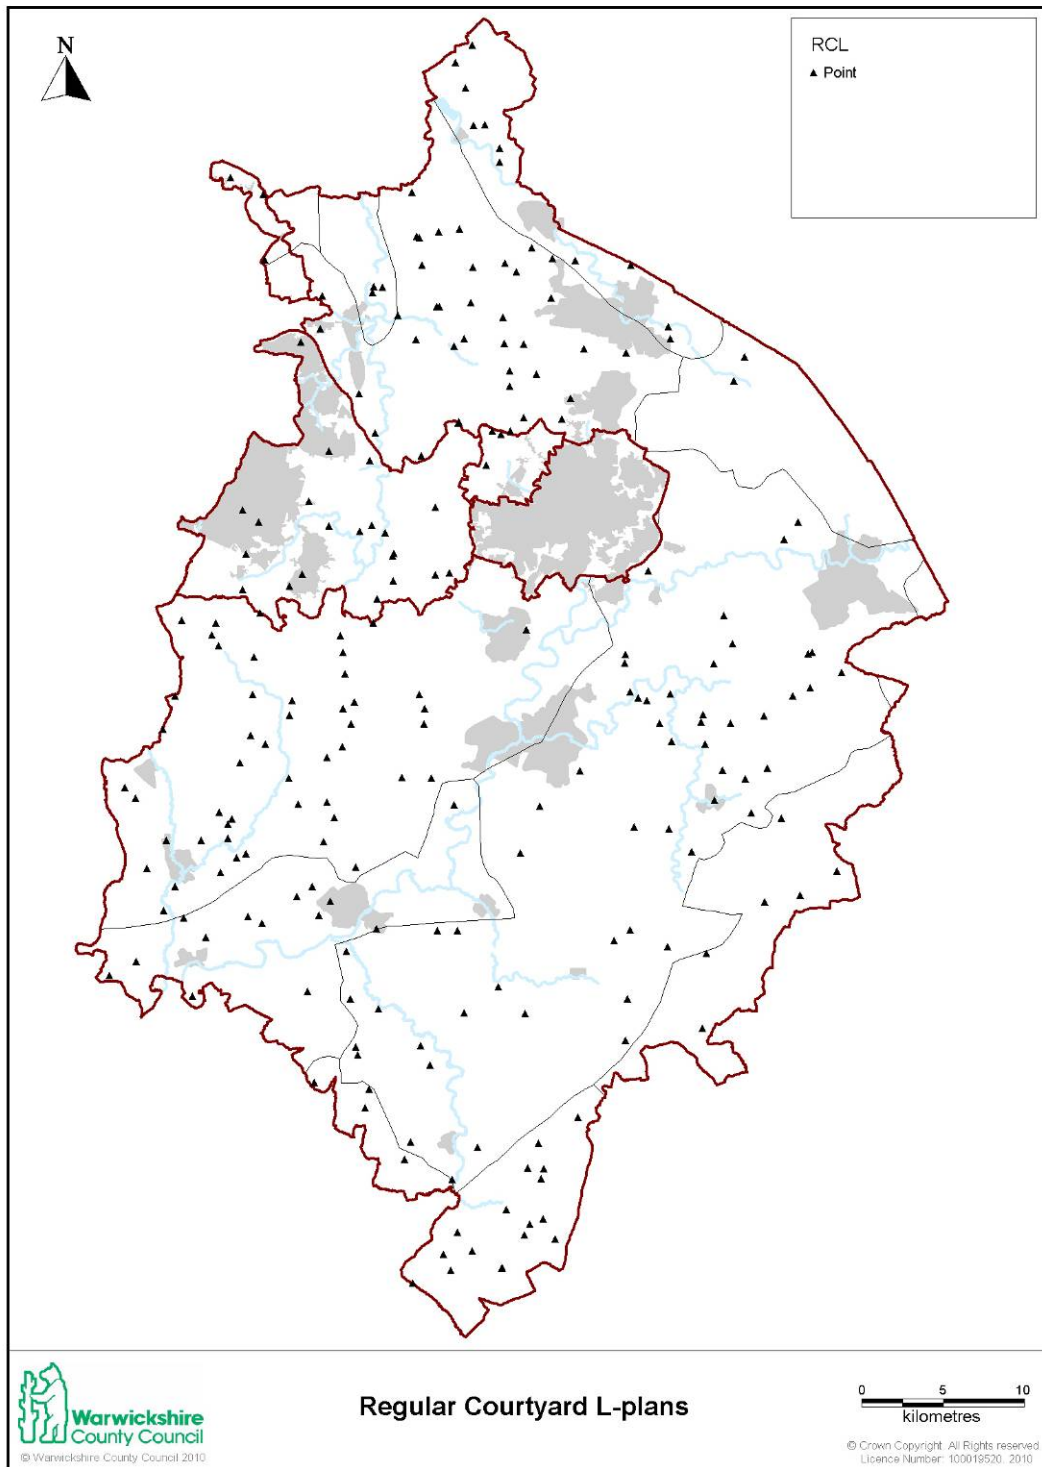 N
RCL
Point
Warwickshire
County Council
© Warwickshire County Council 2010
Regular Courtyard L-plans
0 5 10
kilometres
© Crown Copyright. All Rights reserved
Licence Number: 100019520. 2010